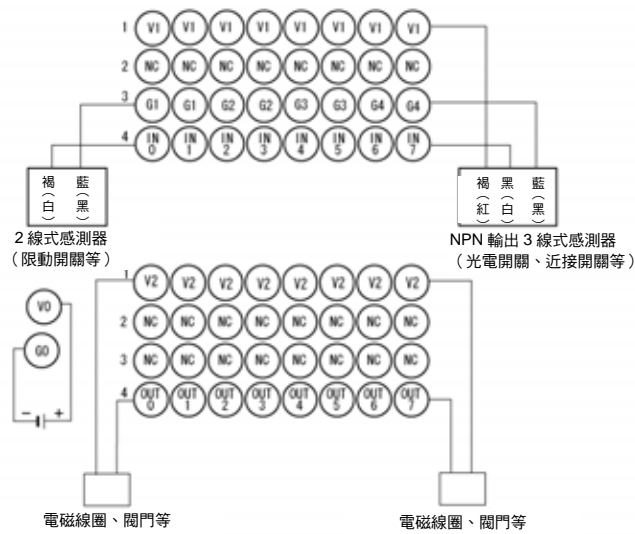 1 V1 V1 V1 V1 V1 V1 V1 V1
2 NC NC NC NC NC NC NC NC
3 G1 G1 G2 G2 G3 G3 G4 G4
4 IN 0 IN 1 IN 2 IN 3 IN 4 IN 5 IN 6 IN 7
褐(白) 藍(黑)
2 線式感測器
(限動開關等)
褐(紅) 黑(白) 藍(黑)
NPN 輸出 3 線式感測器
(光電開關、近接開關等)
V0
G0
− +
1 V2 V2 V2 V2 V2 V2 V2 V2
2 NC NC NC NC NC NC NC NC
3 NC NC NC NC NC NC NC NC
4 OUT 0 OUT 1 OUT 2 OUT 3 OUT 4 OUT 5 OUT 6 OUT 7
電磁線圈、閥門等
電磁線圈、閥門等